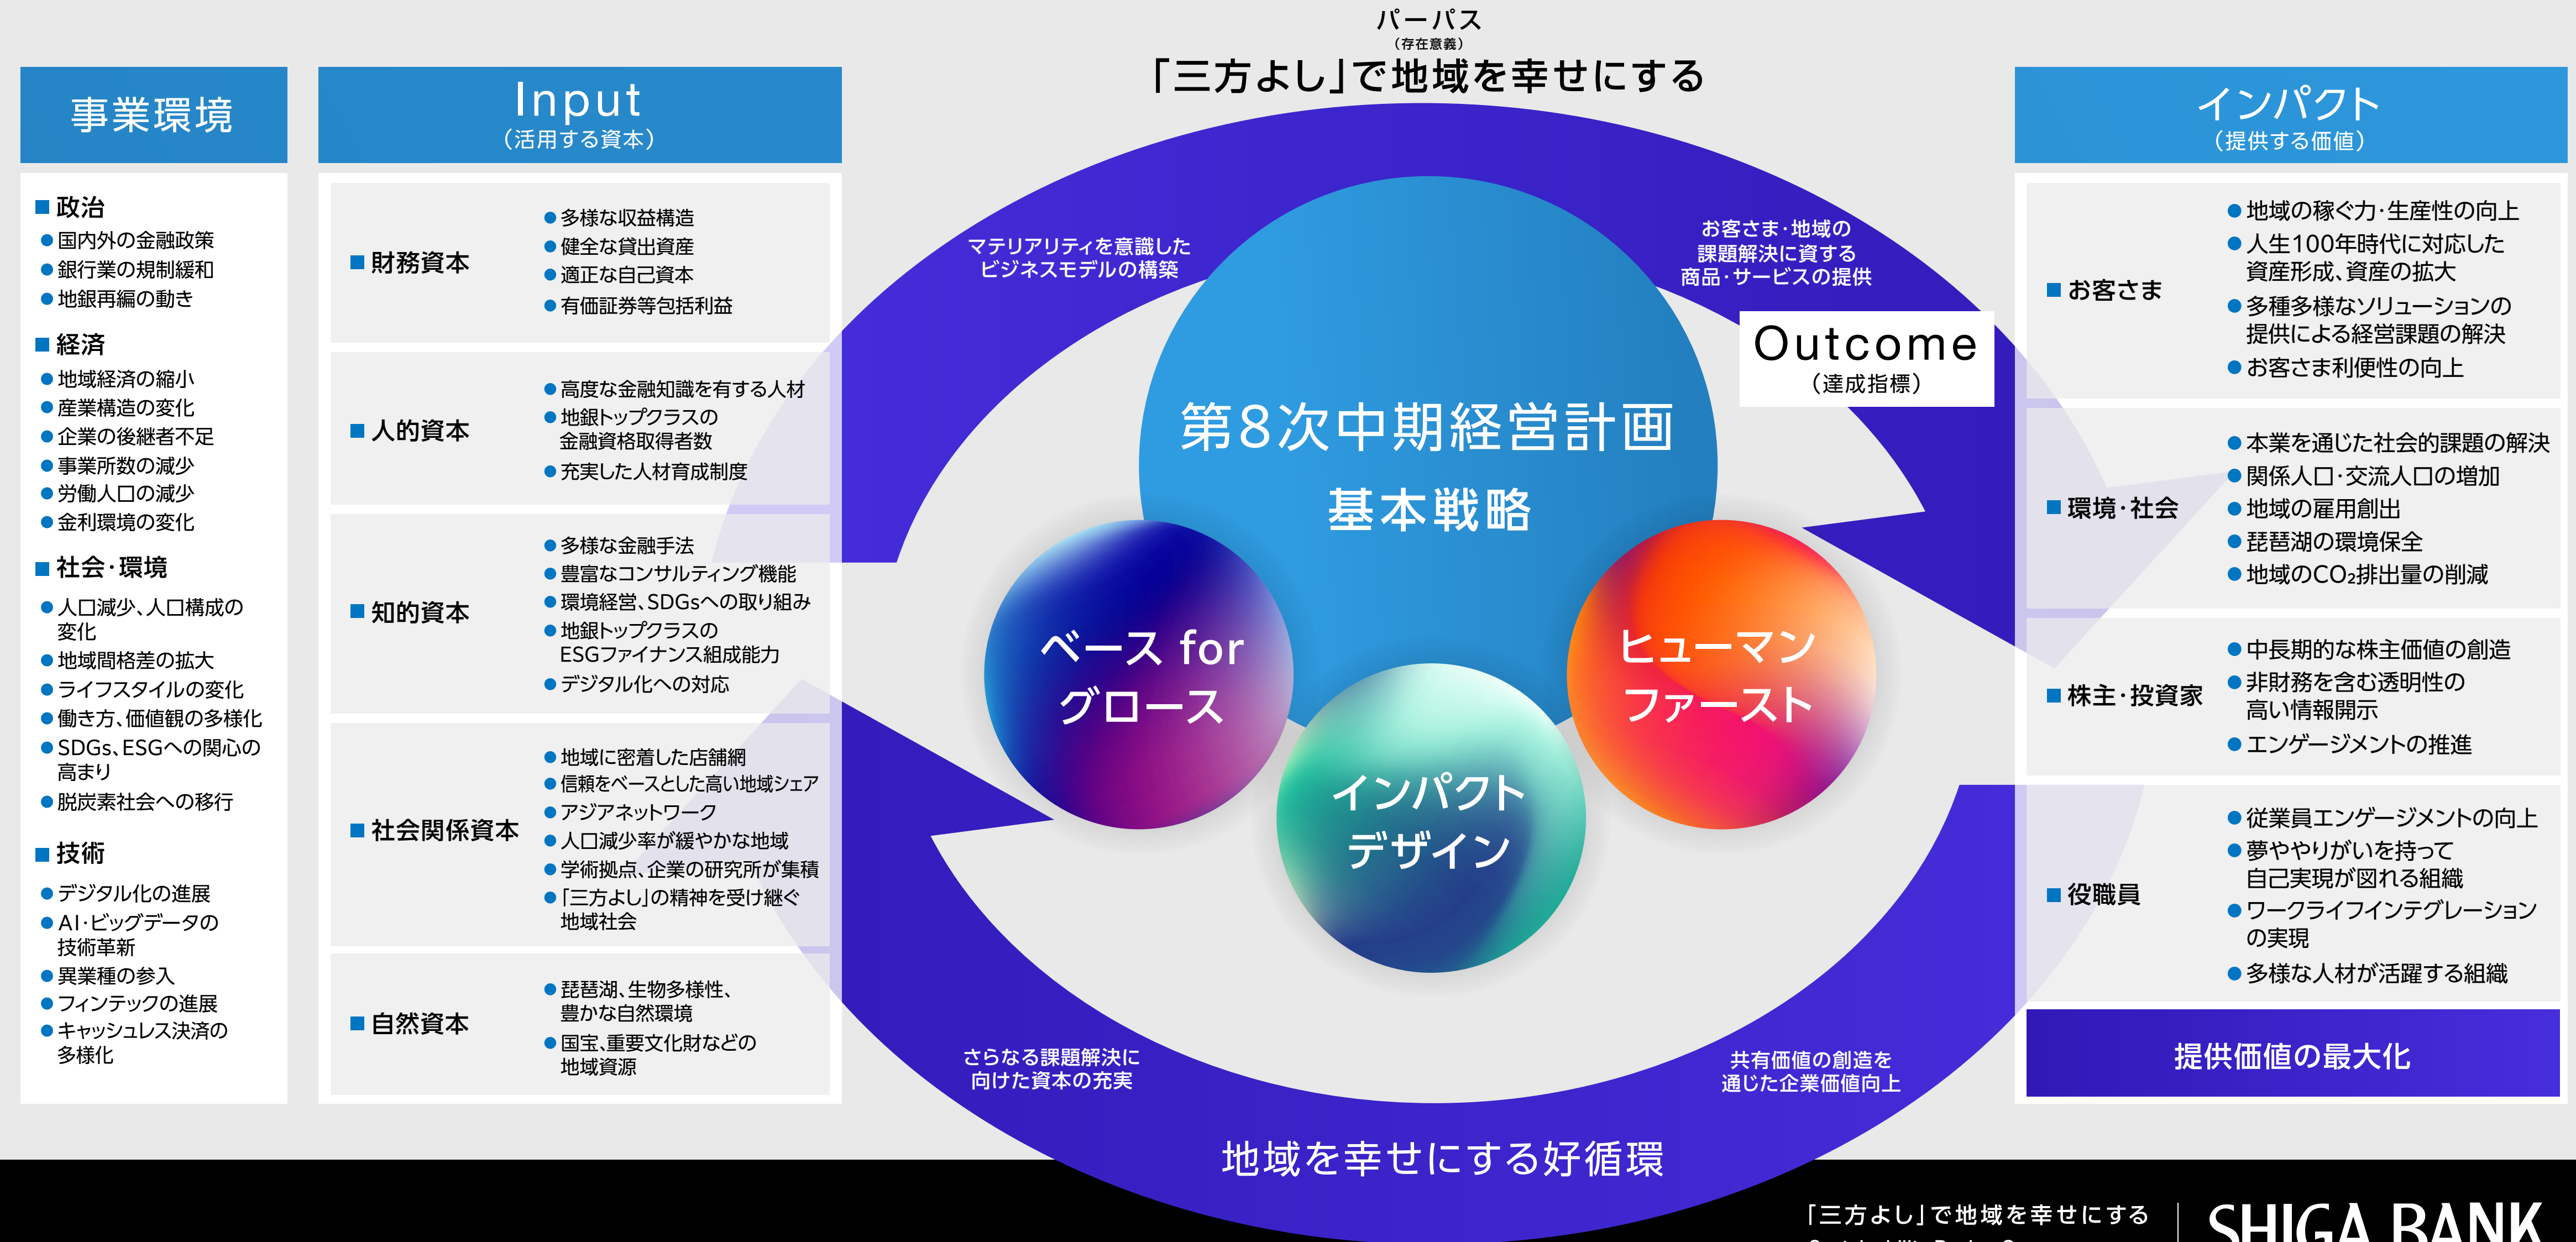 パーパス
（存在意義）
「三方よし」で地域を幸せにする
事業環境
■ 政治
● 国内外の金融政策
● 銀行業の規制緩和
● 地銀再編の動き
■ 経済
● 地域経済の縮小
● 産業構造の変化
● 企業の後継者不足
● 事業所数の減少
● 労働人口の減少
● 金利環境の変化
■ 社会・環境
● 人口減少、人口構成の
変化
● 地域間格差の拡大
● ライフスタイルの変化
● 働き方、価値観の多様化
● SDGs、ESGへの関心の
高まり
● 脱炭素社会への移行
■ 技術
● デジタル化の進展
● AI・ビッグデータの
技術革新
● 異業種の参入
● フィンテックの進展
● キャッシュレス決済の
多様化
Input
（活用する資本）
■ 財務資本
● 多様な収益構造
● 健全な貸出資産
● 適正な自己資本
● 有価証券等包括利益
■ 人的資本
● 高度な金融知識を有する人材
● 地銀トップクラスの
金融資格取得者数
● 充実した人材育成制度
■ 知的資本
● 多様な金融手法
● 豊富なコンサルティング機能
● 環境経営、SDGsへの取り組み
● 地銀トップクラスの
ESGファイナンス組成能力
● デジタル化への対応
■ 社会関係資本
● 地域に密着した店舗網
● 信頼をベースとした高い地域シェア
● アジアネットワーク
● 人口減少率が緩やかな地域
● 学術拠点、企業の研究所が集積
● 「三方よし」の精神を受け継ぐ
地域社会
■ 自然資本
● 琵琶湖、生物多様性、
豊かな自然環境
● 国宝、重要文化財などの
地域資源
マテリアリティを意識した
ビジネスモデルの構築
お客さま・地域の
課題解決に資する
商品・サービスの提供
Outcome
（達成指標）
第8次中期経営計画
基本戦略
ベース for
グロース
インパクト
デザイン
ヒューマン
ファースト
さらなる課題解決に
向けた資本の充実
共有価値の創造を
通じた企業価値向上
地域を幸せにする好循環
インパクト
（提供する価値）
■ お客さま
● 地域の稼ぐ力・生産性の向上
● 人生100年時代に対応した
資産形成、資産の拡大
● 多種多様なソリューションの
提供による経営課題の解決
● お客さま利便性の向上
■ 環境・社会
● 本業を通じた社会的課題の解決
● 関係人口・交流人口の増加
● 地域の雇用創出
● 琵琶湖の環境保全
● 地域のCO₂排出量の削減
■ 株主・投資家
● 中長期的な株主価値の創造
● 非財務を含む透明性の
高い情報開示
● エンゲージメントの推進
■ 役職員
● 従業員エンゲージメントの向上
● 夢ややりがいを持って
自己実現が図れる組織
● ワークライフインテグレーション
の実現
● 多様な人材が活躍する組織
提供価値の最大化
「三方よし」で地域を幸せにする
SHIGA BANK